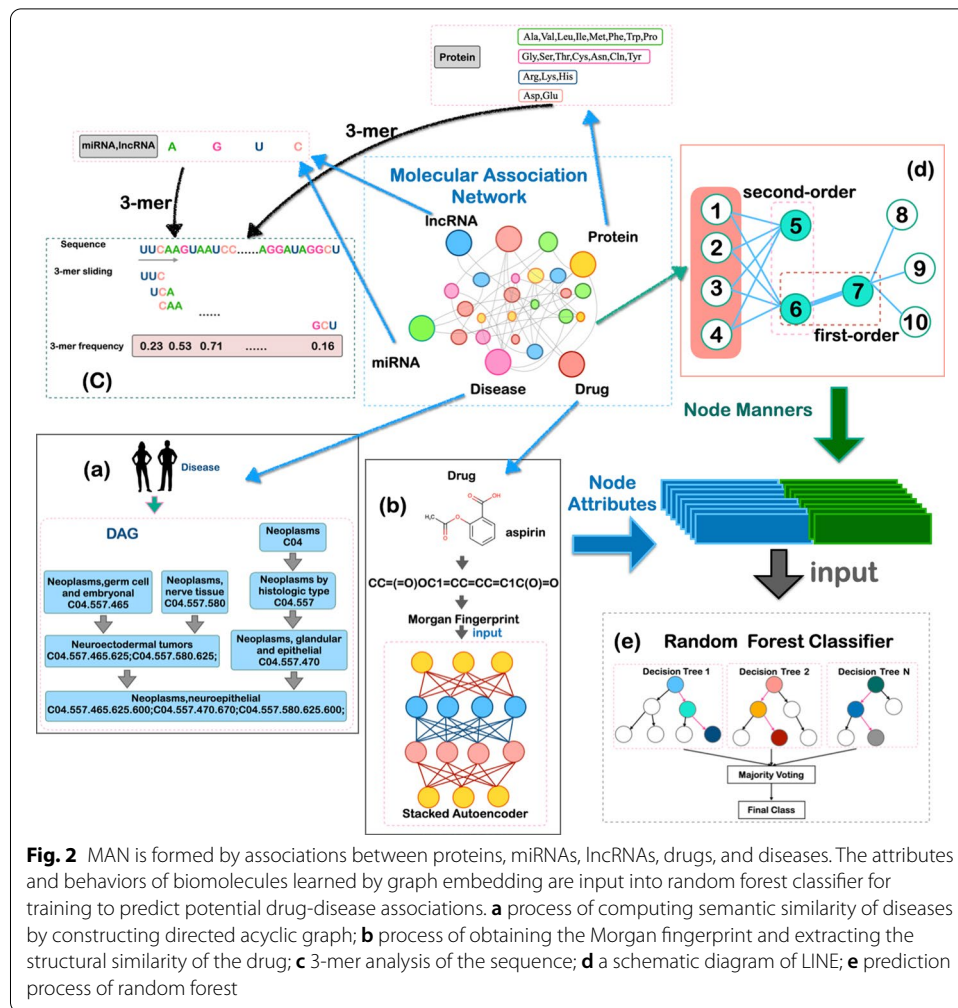 Protein
Ala,Val,Leu,Ile,Met,Phe,Trp,Pro
Gly,Ser,Thr,Cys,Asn,Cln,Tyr
Arg,Lys,His
Asp,Glu
3-mer
miRNA,lncRNA A G U C
3-mer
Molecular Association
Network
lncRNA
Protein
miRNA
Disease
Drug
(d)
second-order
1
2
3
4
5
6
7
8
9
10
first-order
Sequence
UUCAAGUAAUCC......AGGAUAGGCU
3-mer sliding
UUC
UCA
CAA
......
GCU
3-mer frequency 0.23 0.53 0.71 ...... 0.16
(C)
Node Manners
(a)
Disease
DAG
Neoplasms
C04
Neoplasms,germ cell
and embryonal
C04.557.465
Neoplasms,
nerve tissue
C04.557.580
Neoplasms by
histologic type
C04.557
Neuroectodermal tumors
C04.557.465.625;C04.557.580.625;
Neoplasms, glandular
and epithelial
C04.557.470
Neoplasms,neuroepithelial
C04.557.465.625.600;C04.557.470.670;C04.557.580.625.600;
Drug
(b)
OH
O
H₃C
O
O
aspirin
CC=(=O)OC1=CC=CC=C1C(O)=O
Morgan Fingerprint
input
Stacked Autoencoder
Node
Attributes
input
(e) Random Forest Classifier
Decision Tree 1
Decision Tree 2
Decision Tree N
Majority Voting
Final Class
Fig. 2 MAN is formed by associations between proteins, miRNAs, lncRNAs, drugs, and diseases. The attributes
and behaviors of biomolecules learned by graph embedding are input into random forest classifier for
training to predict potential drug-disease associations. a process of computing semantic similarity of diseases
by constructing directed acyclic graph; b process of obtaining the Morgan fingerprint and extracting the
structural similarity of the drug; c 3-mer analysis of the sequence; d a schematic diagram of LINE; e prediction
process of random forest